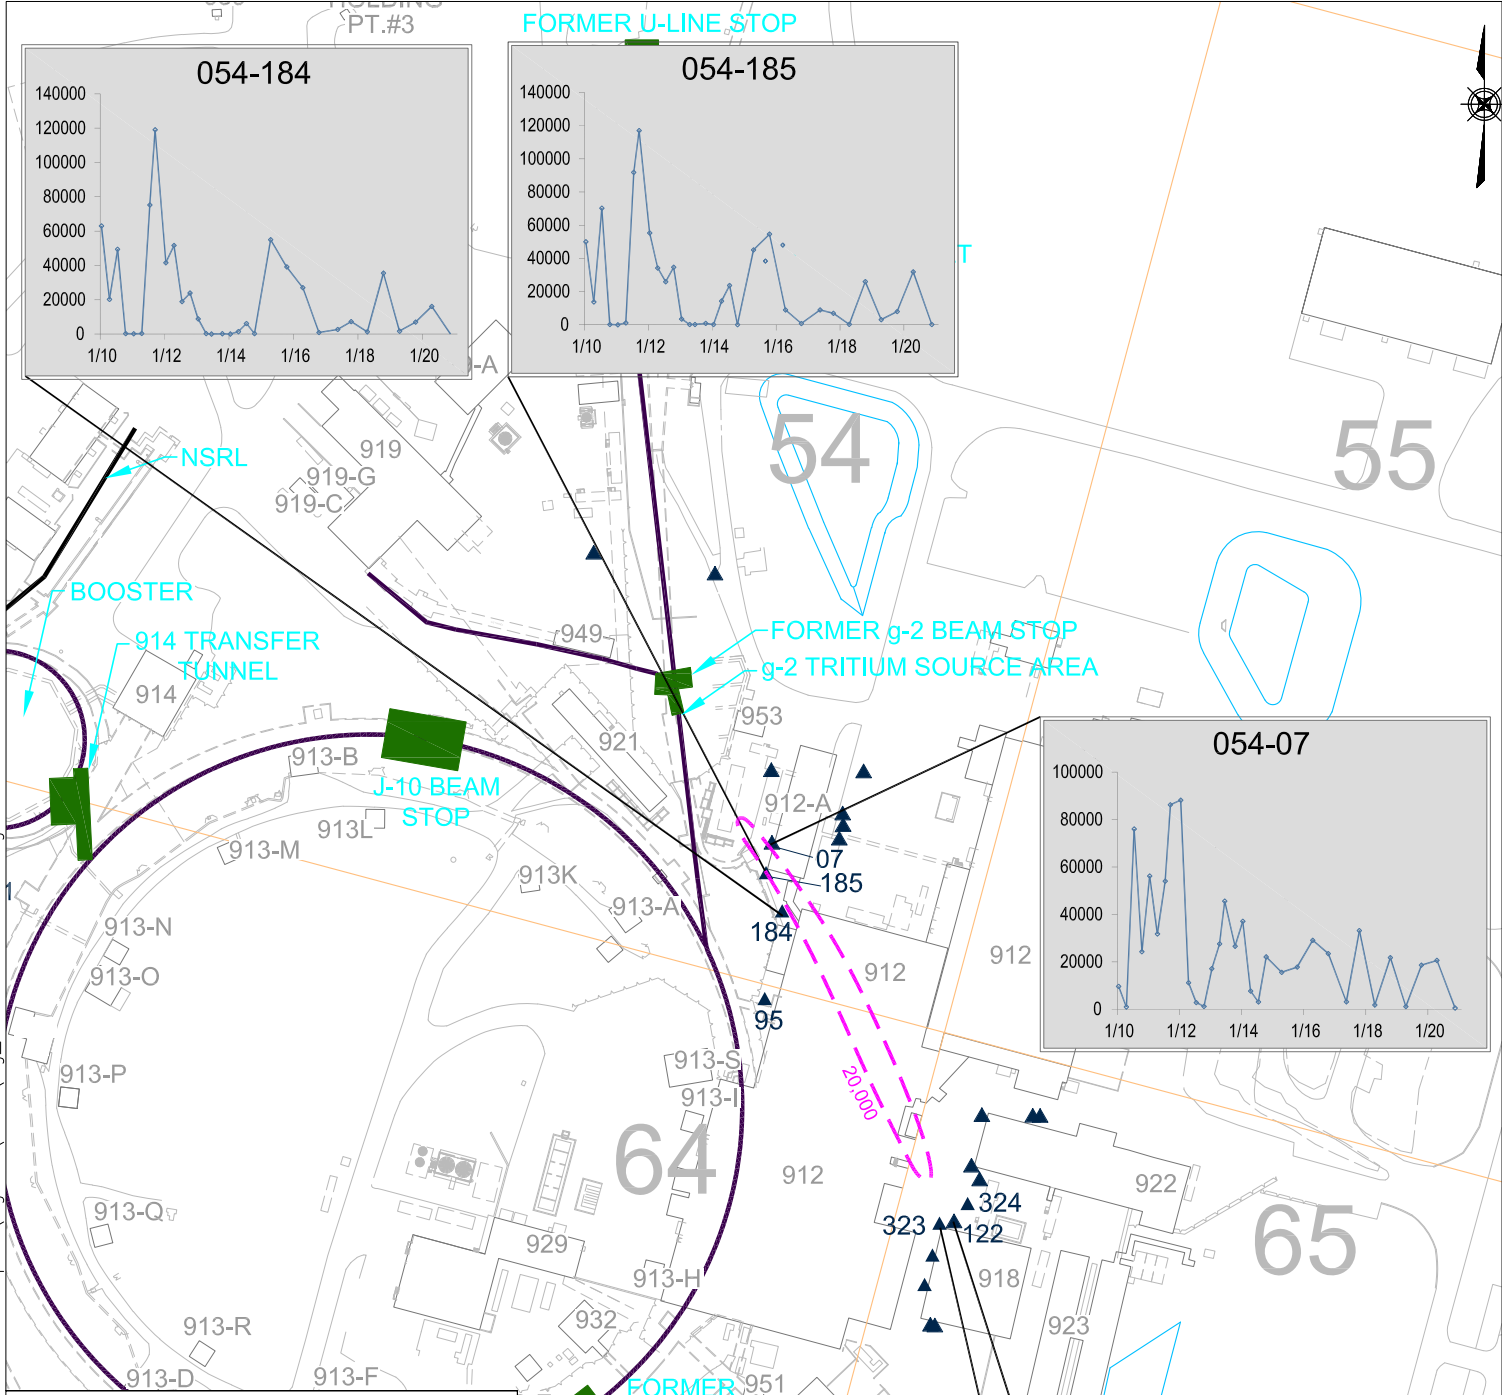 PT.#3
FORMER U-LINE STOP
054-184
140000
120000
100000
80000
60000
40000
20000
0
1/10 1/12 1/14 1/16 1/18 1/20
054-185
140000
120000
100000
80000
60000
40000
20000
0
1/10 1/12 1/14 1/16 1/18 1/20
T
-A
54
55
NSRL
919
919-G
919-C
BOOSTER
914 TRANSFER
TUNNEL
914
949
FORMER g-2 BEAM STOP
g-2 TRITIUM SOURCE AREA
953
921
913-B
J-10 BEAM
STOP
913L
913-M
912-A
07
185
184
913K
913-A
913-N
913-O
912
912
95
054-07
100000
80000
60000
40000
20000
0
1/10 1/12 1/14 1/16 1/18 1/20
913-S
913-I
913-P
20,000
64
912
922
324
323
122
65
913-Q
929
913-H
918
923
932
913-R
913-D
913-F
FORMER
951